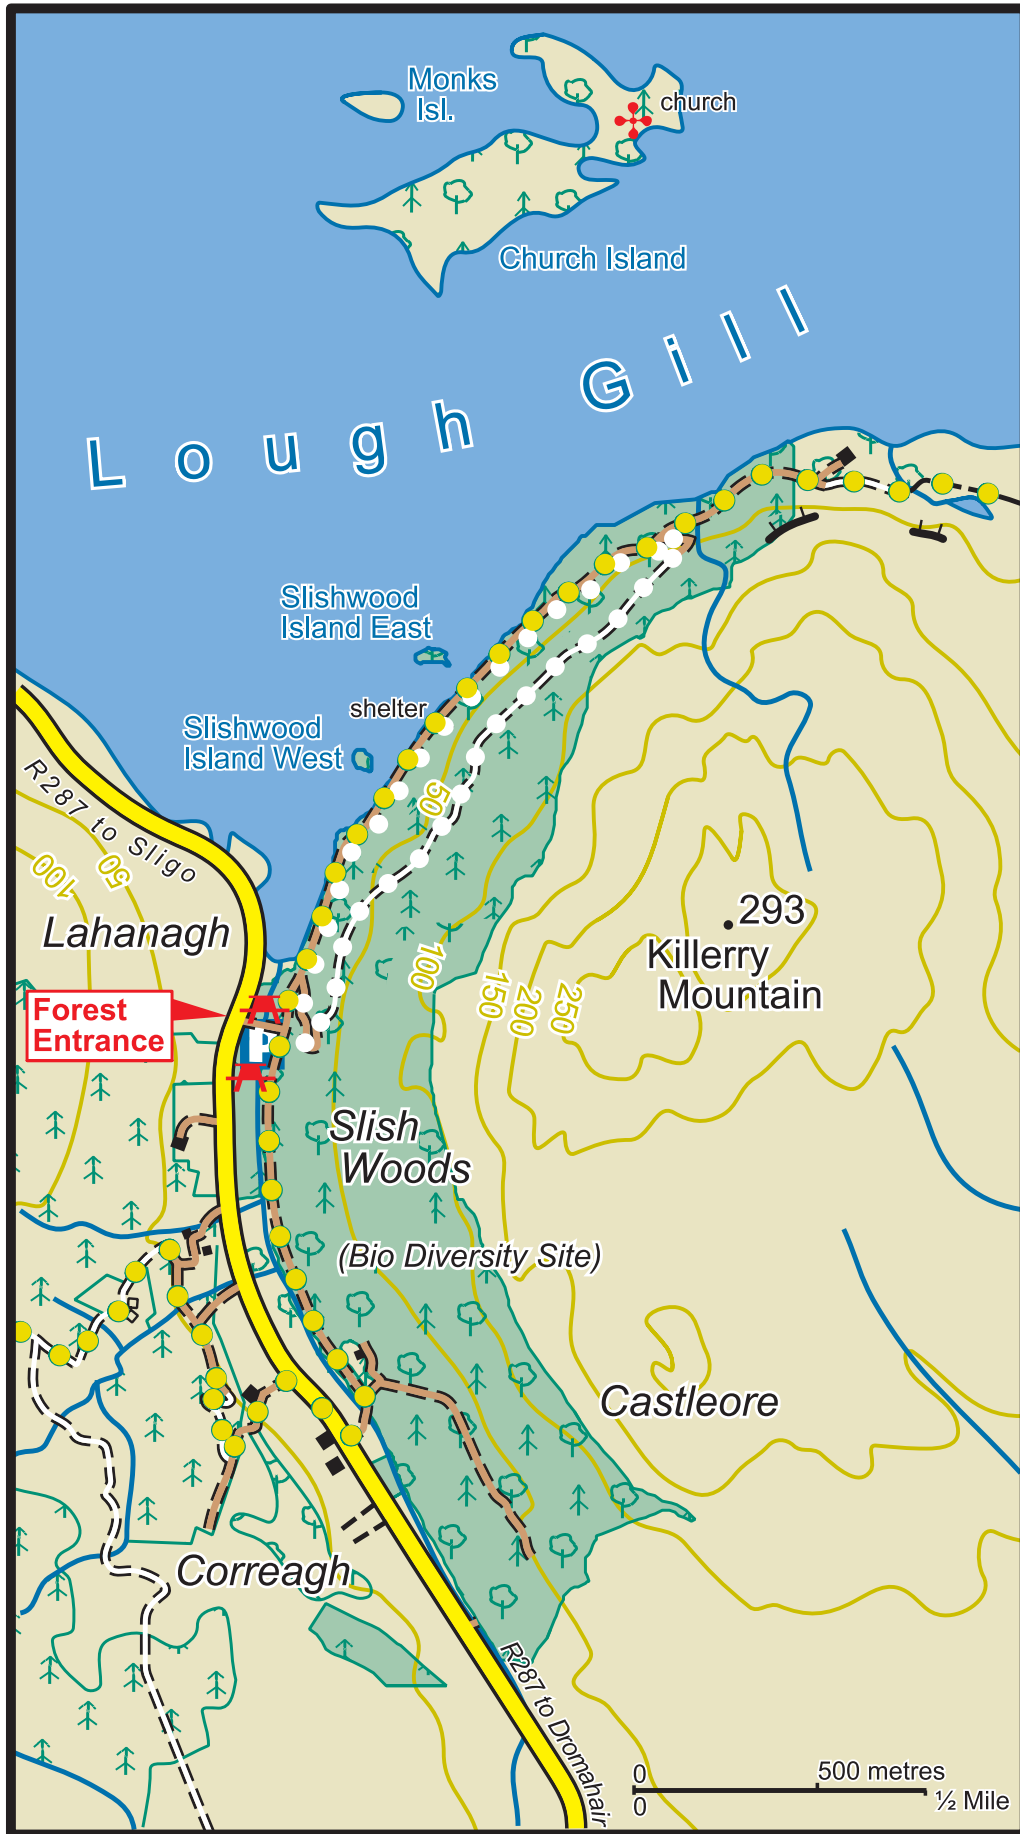 Monks
Isl.
church
Church Island
Lough Gill
Slishwood
Island East
shelter
Slishwood
Island West
R287 to Sligo
50
50
100
Lahanagh
293
Killerry
Mountain
100
150
200
250
Forest
Entrance
P
Slish
Woods
(Bio Diversity Site)
Castleore
Correagh
R287 to Dromahair
0
500 metres
0
½ Mile